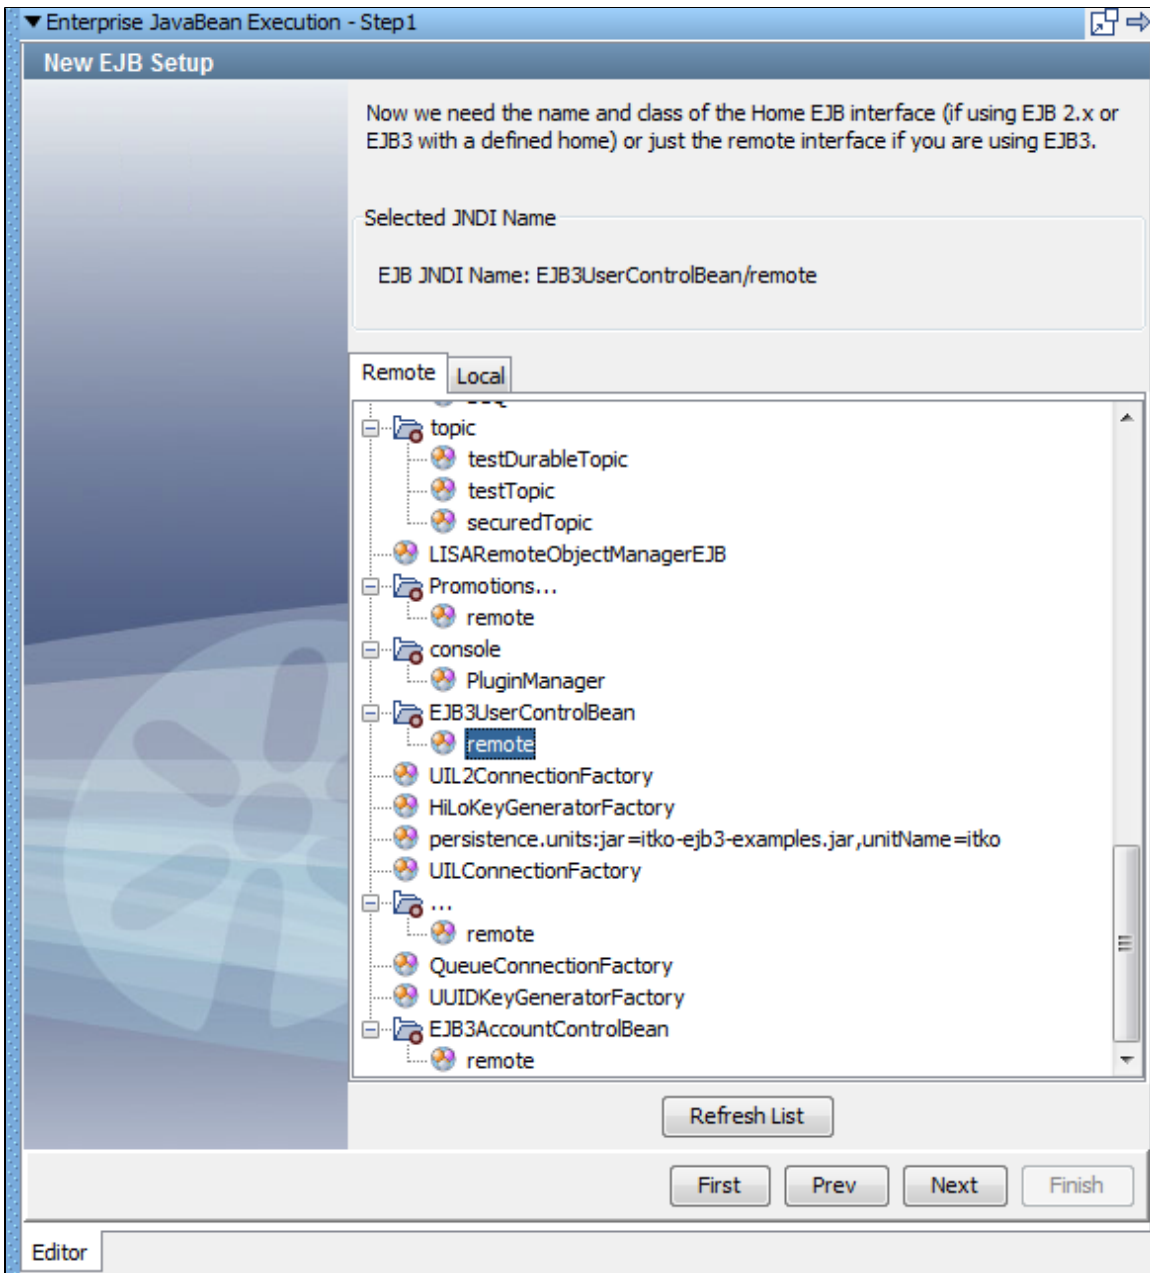 Enterprise JavaBean Execution - Step1
New EJB Setup
Now we need the name and class of the Home EJB interface (if using EJB 2.x or
EJB3 with a defined home) or just the remote interface if you are using EJB3.
Selected JNDI Name
EJB JNDI Name: EJB3UserControlBean/remote
Remote Local
topic
testDurableTopic
testTopic
securedTopic
LISARemoteObjectManagerEJB
Promotions...
remote
console
PluginManager
EJB3UserControlBean
remote
UIL2ConnectionFactory
HiLoKeyGeneratorFactory
persistence.units:jar=itko-ejb3-examples.jar,unitName=itko
UILConnectionFactory
...
remote
QueueConnectionFactory
UUIDKeyGeneratorFactory
EJB3AccountControlBean
remote
Refresh List
First Prev Next Finish
Editor